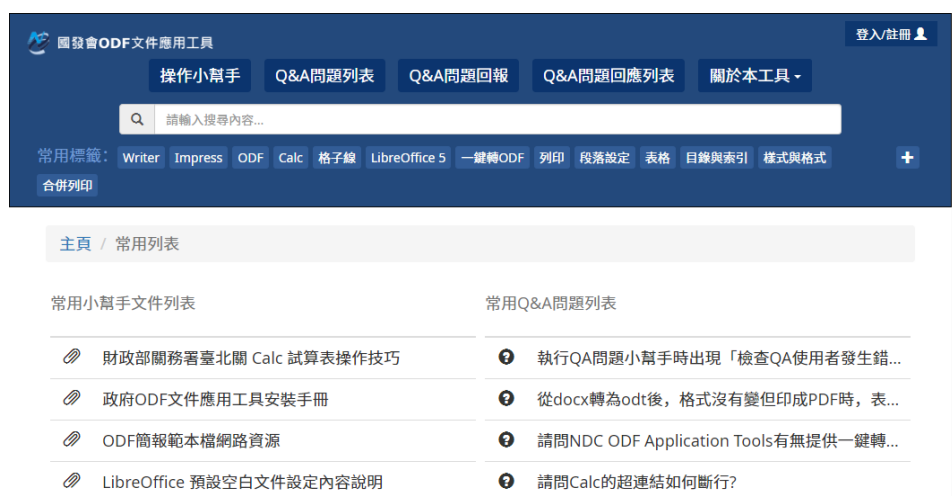 國發會ODF文件應用工具
登入/註冊
操作小幫手 Q&A問題列表 Q&A問題回報 Q&A問題回應列表 關於本工具
請輸入搜尋內容...
常用標籤: Writer Impress ODF Calc 格子線 LibreOffice 5 一鍵轉ODF 列印 段落設定 表格 目錄與索引 樣式與格式
合併列印
主頁 / 常用列表
常用小幫手文件列表
財政部關務署臺北關 Calc 試算表操作技巧
政府ODF文件應用工具安裝手冊
ODF簡報範本檔網路資源
LibreOffice 預設空白文件設定內容說明
常用Q&A問題列表
執行QA問題小幫手時出現「檢查QA使用者發生錯...
從docx轉為odt後，格式沒有變但印成PDF時，表...
請問NDC ODF Application Tools有無提供一鍵轉...
請問Calc的超連結如何斷行?